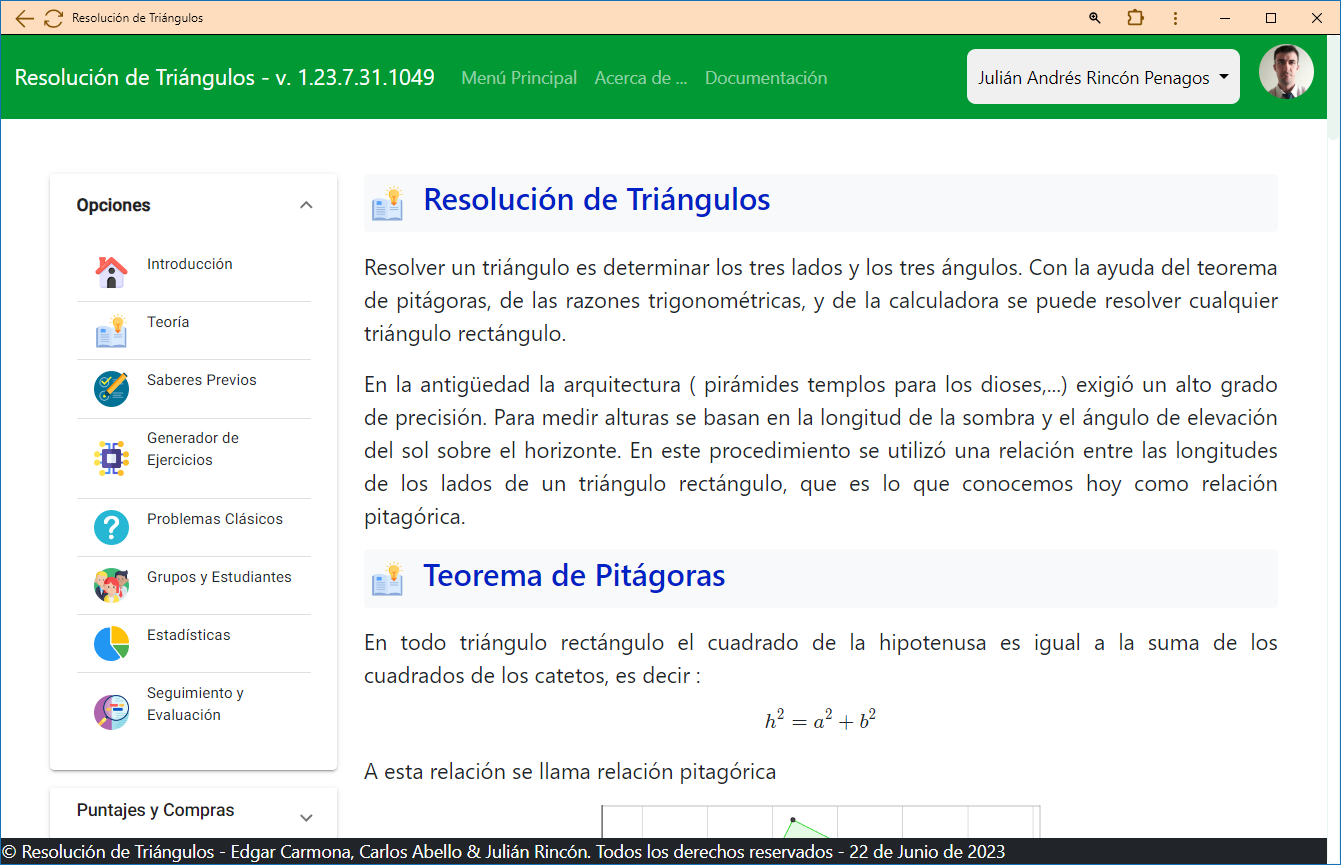 Resolución de Triángulos
Resolución de Triángulos - v. 1.23.7.31.1049
Menú Principal
Acerca de ...
Documentación
Julián Andrés Rincón Penagos
Opciones
Introducción
Teoría
Saberes Previos
Generador de
Ejercicios
Problemas Clásicos
Grupos y Estudiantes
Estadísticas
Seguimiento y
Evaluación
Puntajes y Compras
Resolución de Triángulos
Resolver un triángulo es determinar los tres lados y los tres ángulos. Con la ayuda del teorema
de pitágoras, de las razones trigonométricas, y de la calculadora se puede resolver cualquier
triángulo rectángulo.
En la antigüedad la arquitectura ( pirámides templos para los dioses,...) exigió un alto grado
de precisión. Para medir alturas se basan en la longitud de la sombra y el ángulo de elevación
del sol sobre el horizonte. En este procedimiento se utilizó una relación entre las longitudes
de los lados de un triángulo rectángulo, que es lo que conocemos hoy como relación
pitagórica.
Teorema de Pitágoras
En todo triángulo rectángulo el cuadrado de la hipotenusa es igual a la suma de los
cuadrados de los catetos, es decir :
h² = a² + b²
A esta relación se llama relación pitagórica
© Resolución de Triángulos - Edgar Carmona, Carlos Abello & Julián Rincón. Todos los derechos reservados - 22 de Junio de 2023